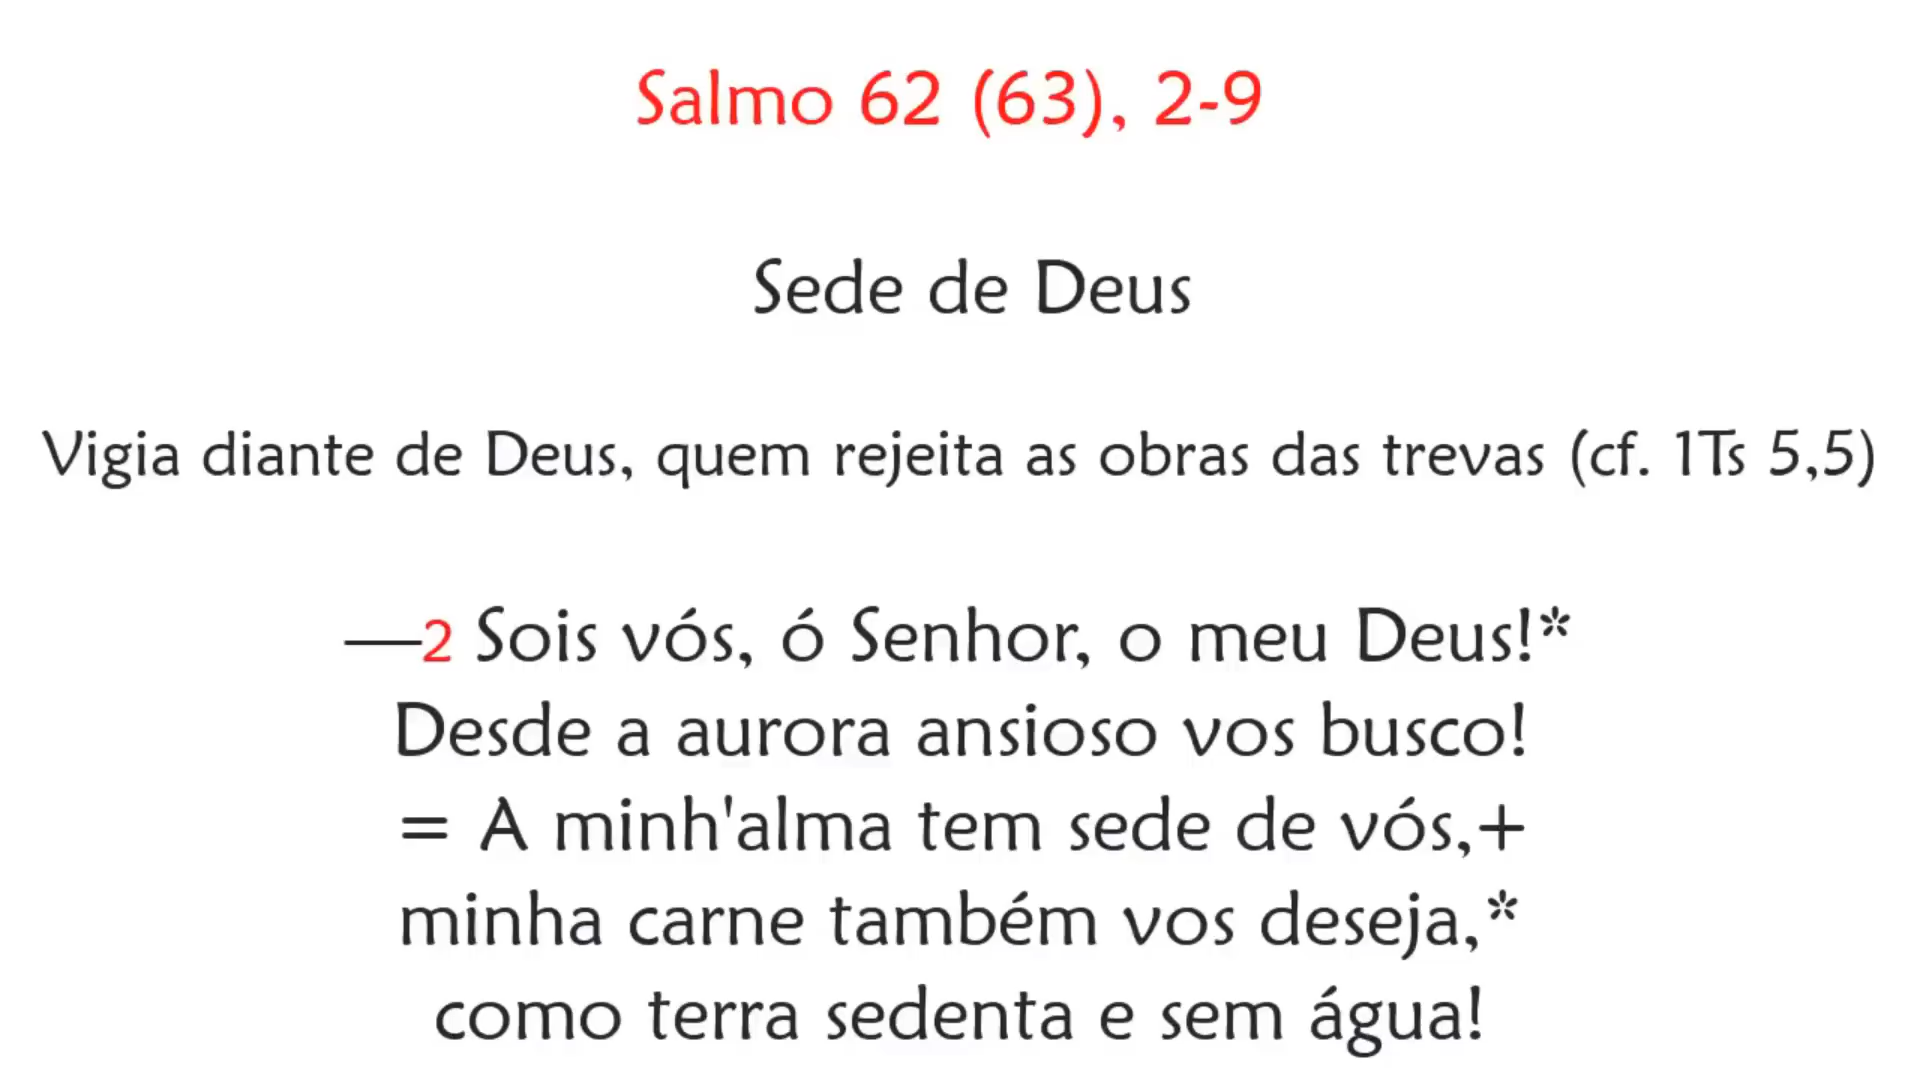 Salmo 62 (63), 2-9
Sede de Deus
Vigia diante de Deus, quem rejeita as obras das trevas (cf. 1Ts 5,5)
—2 Sois vós, ó Senhor, o meu Deus!*
Desde a aurora ansioso vos busco!
= A minh'alma tem sede de vós,+
minha carne também vos deseja,*
como terra sedenta e sem água!